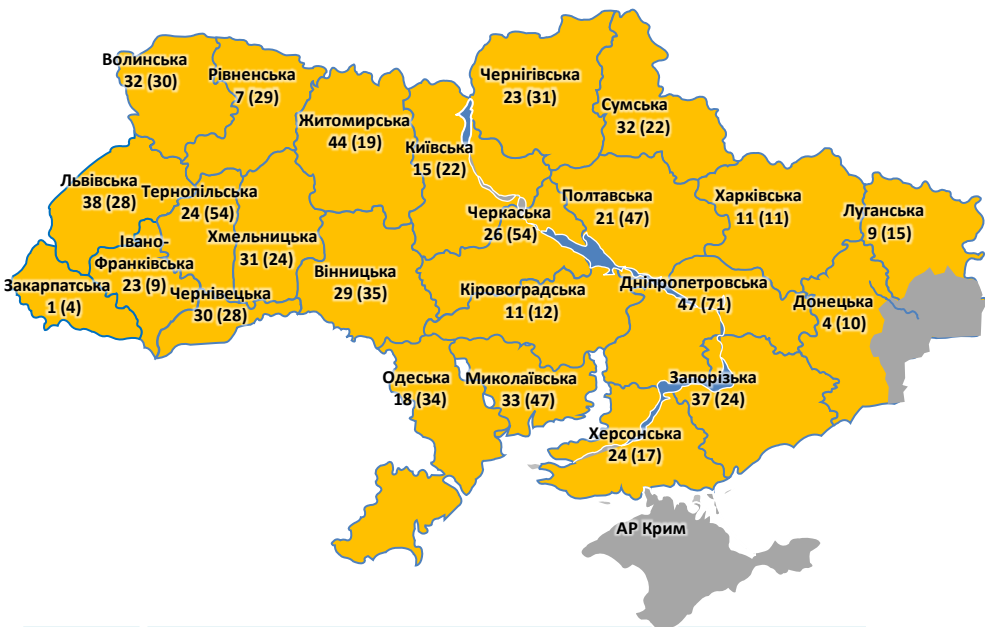 Волинська
32 (30)
Рівненська
7 (29)
Житомирська
44 (19)
Київська
15 (22)
Чернігівська
23 (31)
Сумська
32 (22)
Львівська
38 (28)
Тернопільська
24 (54)
Хмельницька
31 (24)
Івано-
Франківська
23 (9)
Закарпатська
1 (4)
Чернівецька
30 (28)
Вінницька
29 (35)
Черкаська
26 (54)
Полтавська
21 (47)
Харківська
11 (11)
Луганська
9 (15)
Кіровоградська
11 (12)
Дніпропетровська
47 (71)
Донецька
4 (10)
Одеська
18 (34)
Миколаївська
33 (47)
Запорізька
37 (24)
Херсонська
24 (17)
АР Крим